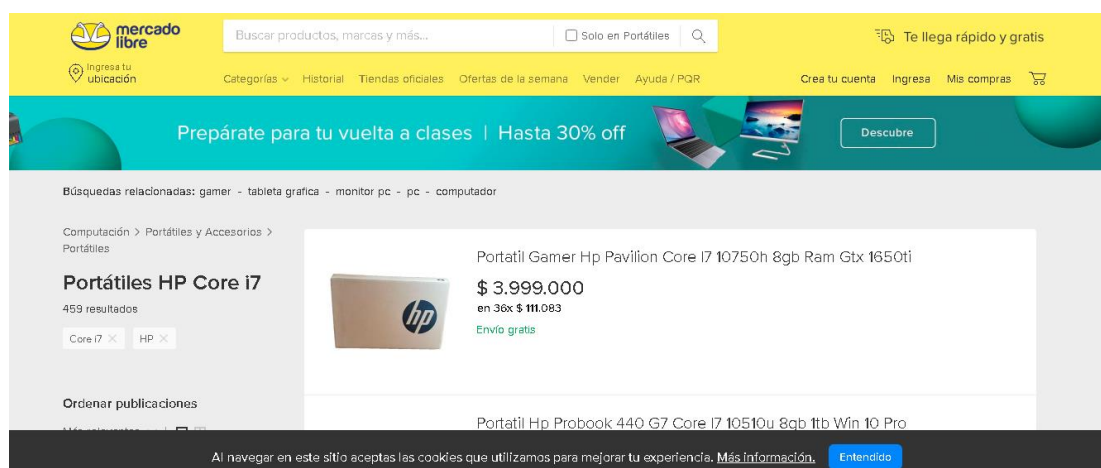 mercado
libre
Buscar productos, marcas y más...
Solo en Portátiles
Te llega rápido y gratis
Ingresa tu
ubicación
Categorías Historial Tiendas oficiales Ofertas de la semana Vender Ayuda / PQR
Crea tu cuenta Ingresa Mis compras
Prepárate para tu vuelta a clases | Hasta 30% off
Descubre
Búsquedas relacionadas: gamer - tableta grafica - monitor pc - pc - computador
Computación > Portátiles y Accesorios >
Portátiles
Portátiles HP Core i7
459 resultados
Core i7 × HP ×
Ordenar publicaciones
Más relevantes
hp
Portatil Gamer Hp Pavilion Core I7 10750h 8gb Ram Gtx 1650ti
$ 3.999.000
en 36x $ 111.083
Envío gratis
Portatil Hp Probook 440 G7 Core I7 10510u 8gb 1tb Win 10 Pro
Al navegar en este sitio aceptas las cookies que utilizamos para mejorar tu experiencia. Más información.
Entendido